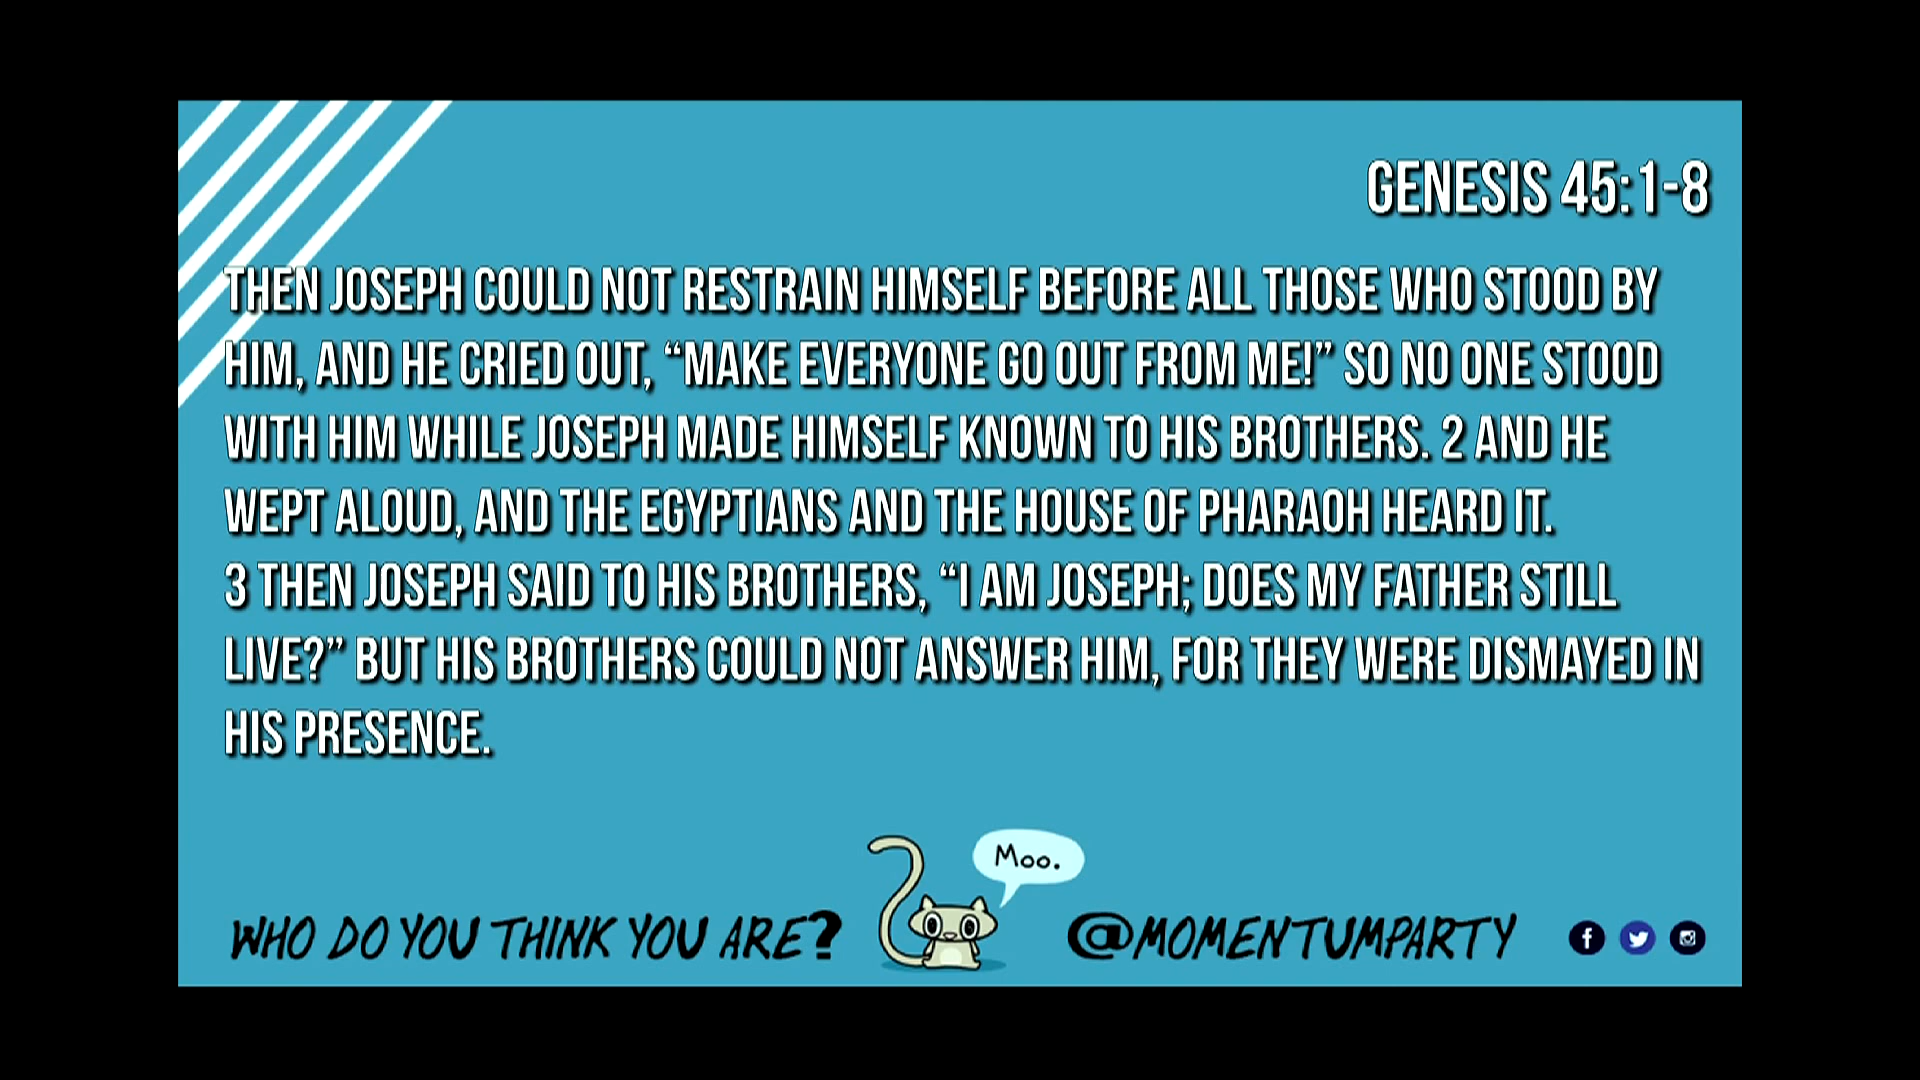 GENESIS 45:1-8
THEN JOSEPH COULD NOT RESTRAIN HIMSELF BEFORE ALL THOSE WHO STOOD BY
HIM, AND HE CRIED OUT, “MAKE EVERYONE GO OUT FROM ME!” SO NO ONE STOOD
WITH HIM WHILE JOSEPH MADE HIMSELF KNOWN TO HIS BROTHERS. 2 AND HE
WEPT ALOUD, AND THE EGYPTIANS AND THE HOUSE OF PHARAOH HEARD IT.
3 THEN JOSEPH SAID TO HIS BROTHERS, “I AM JOSEPH; DOES MY FATHER STILL
LIVE?” BUT HIS BROTHERS COULD NOT ANSWER HIM, FOR THEY WERE DISMAYED IN
HIS PRESENCE.
Moo.
WHO DO YOU THINK YOU ARE? @MOMENTUMPARTY